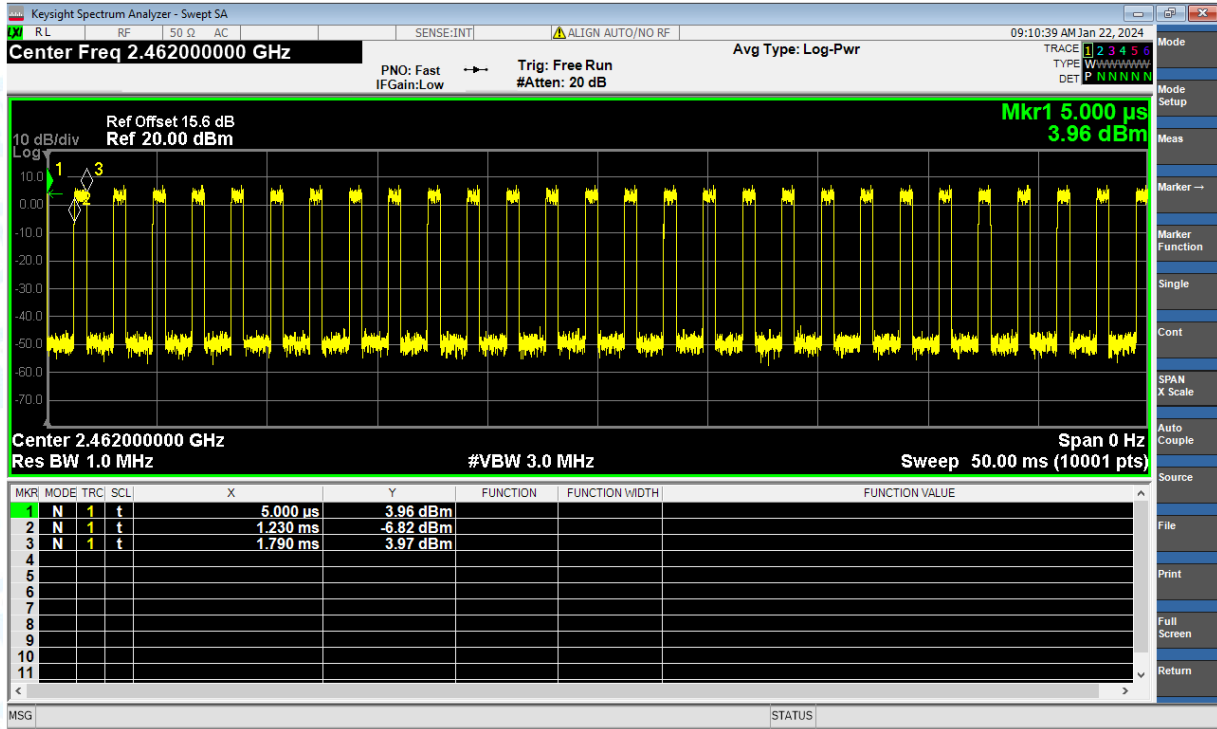 Keysight Spectrum Analyzer - Swept SA
LXI RL RF 50 Ω AC SENSE:INT ALIGN AUTO/NO RF 09:10:39 AM Jan 22, 2024
Center Freq 2.462000000 GHz
PNO: Fast
IFGain:Low
Trig: Free Run
#Atten: 20 dB
Avg Type: Log-Pwr
TRACE 1 2 3 4 5 6
TYPE WWWWWW
DET P N N N N N
Mkr1 5.000 µs
3.96 dBm
Ref Offset 15.6 dB
10 dB/div Ref 20.00 dBm
Log
10.0
0.00
-10.0
-20.0
-30.0
-40.0
-50.0
-60.0
-70.0
1
2
3
Center 2.462000000 GHz Span 0 Hz
Res BW 1.0 MHz #VBW 3.0 MHz Sweep 50.00 ms (10001 pts)
MKR MODE TRC SCL X Y FUNCTION FUNCTION WIDTH FUNCTION VALUE
1 N 1 t 5.000 µs 3.96 dBm
2 N 1 t 1.230 ms -6.82 dBm
3 N 1 t 1.790 ms 3.97 dBm
4
5
6
7
8
9
10
11
MSG STATUS
Mode
Mode
Setup
Meas
Marker →
Marker
Function
Single
Cont
SPAN
X Scale
Auto
Couple
Source
File
Print
Full
Screen
Return